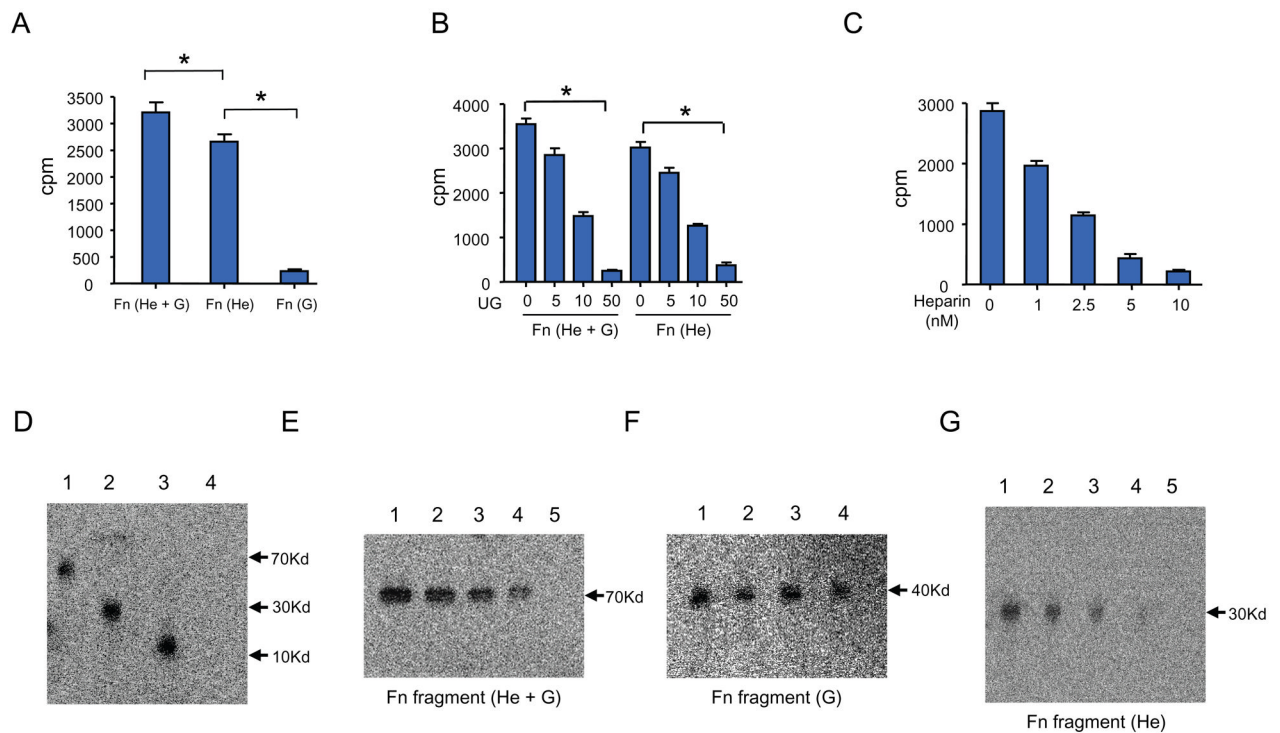 A
*
*
3500
3000
2500
2000
1500
1000
500
0
cpm
Fn (He + G) Fn (He) Fn (G)
B
*
*
4000
3000
2000
1000
0
cpm
UG 0 5 10 50 0 5 10 50
Fn (He + G) Fn (He)
C
3000
2000
1000
0
cpm
Heparin 0 1 2.5 5 10
(nM)
D
1 2 3 4
70Kd
30Kd
10Kd
E
1 2 3 4 5
70Kd
Fn fragment (He + G)
F
1 2 3 4
40Kd
Fn fragment (G)
G
1 2 3 4 5
30Kd
Fn fragment (He)